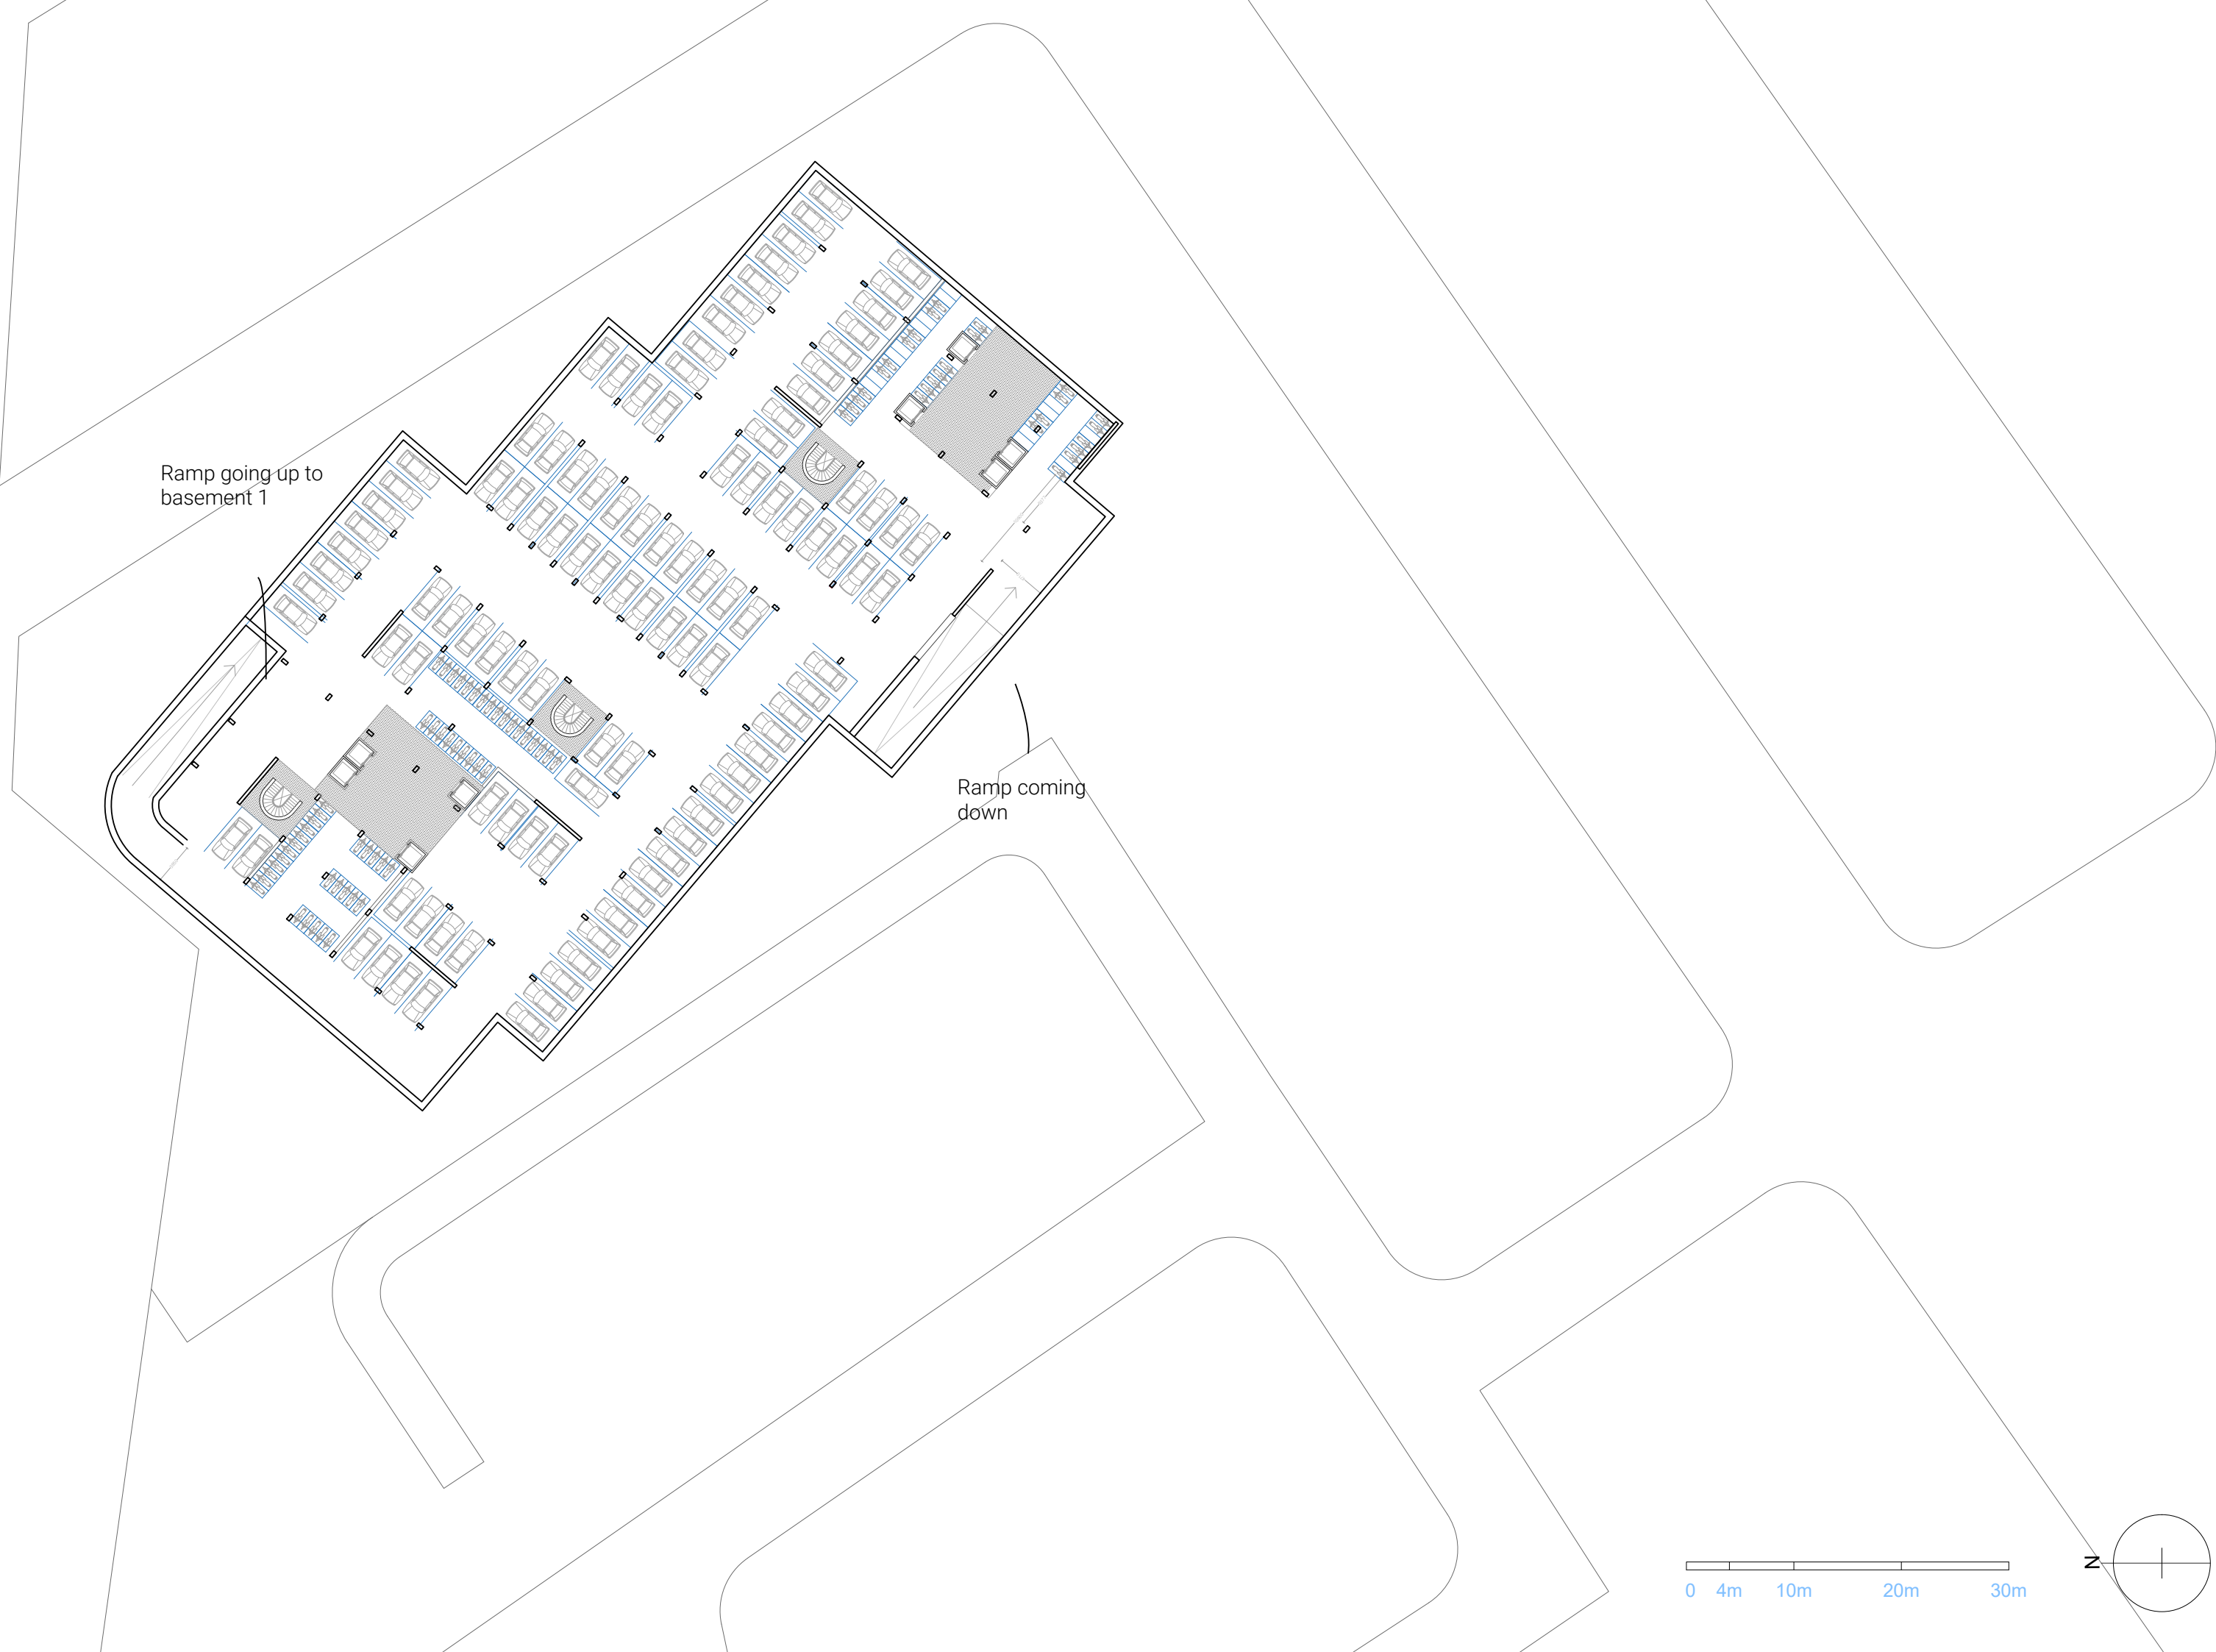 Ramp going up to
basement 1
Ramp coming
down
0 4m 10m 20m 30m
N